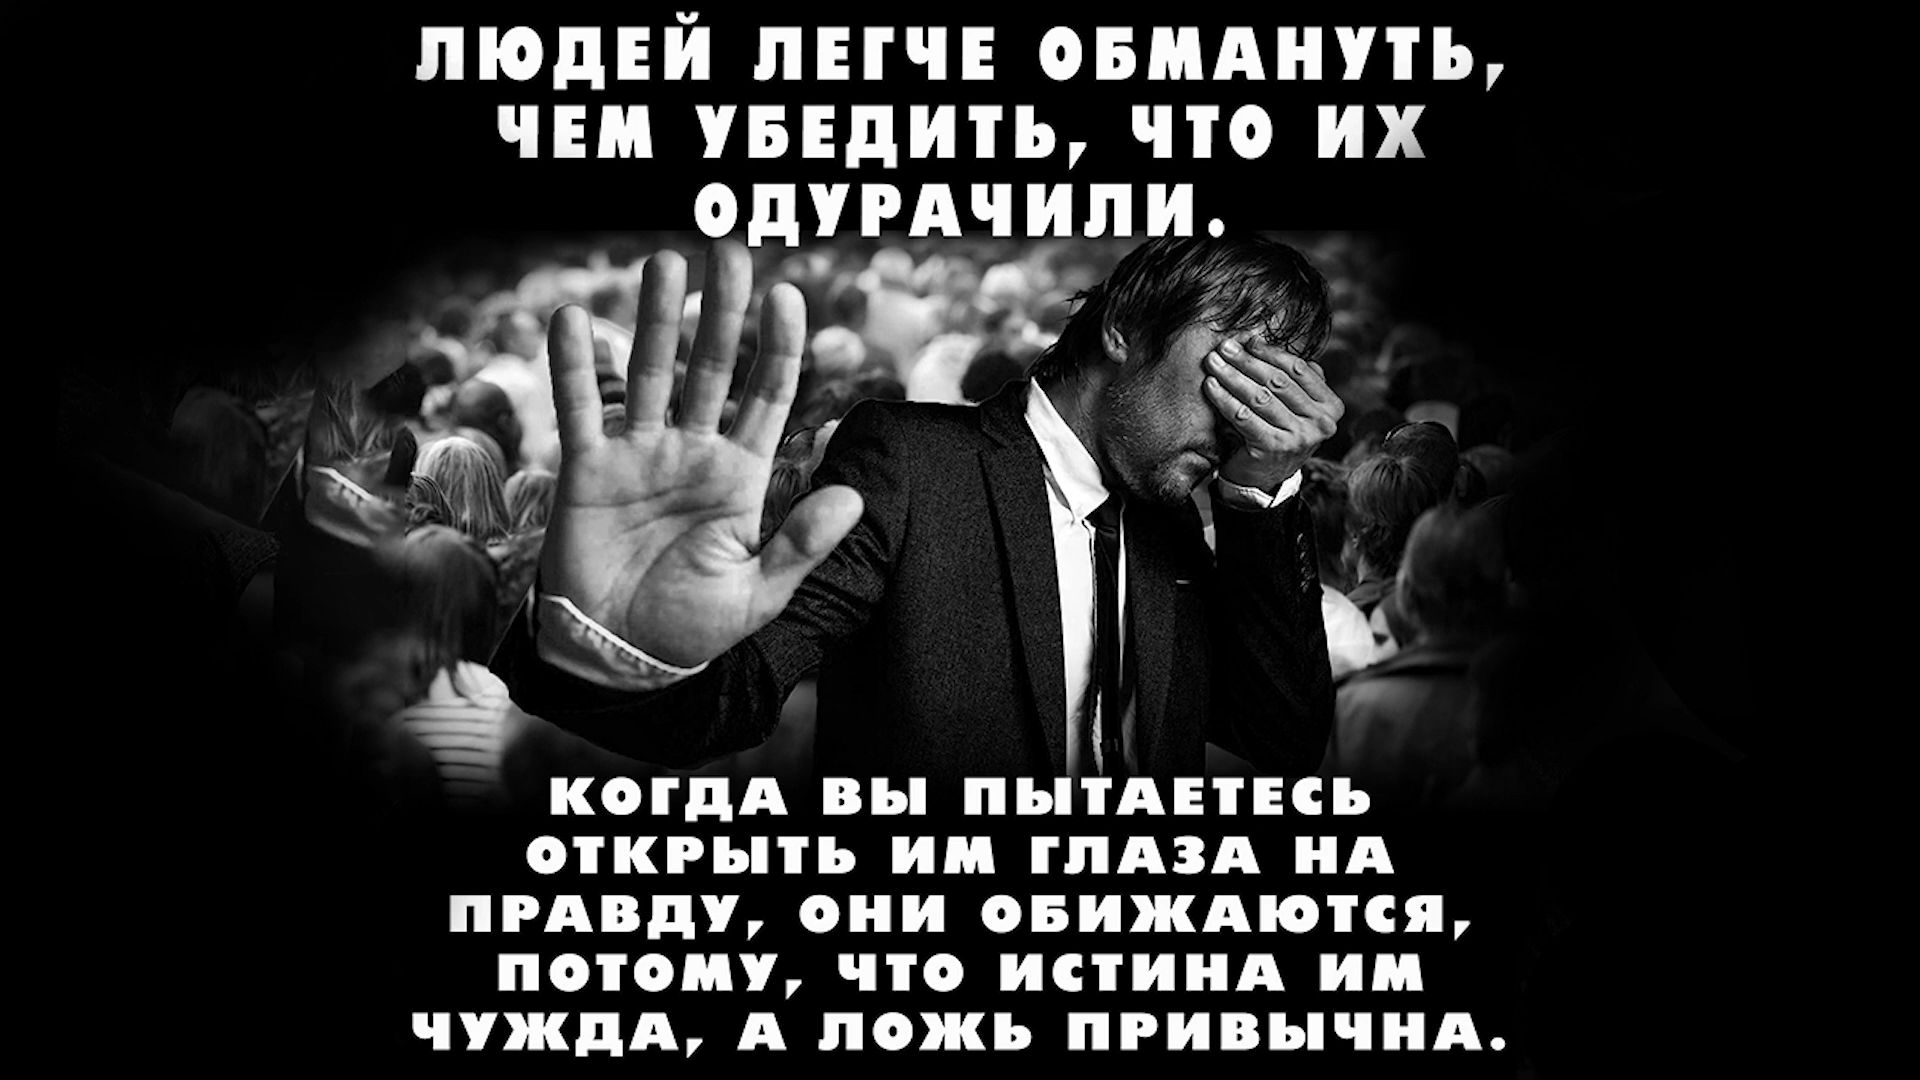 ЛЮДЕЙ ЛЕГЧЕ ОБМАНУТЬ,
ЧЕМ УБЕДИТЬ, ЧТО ИХ
ОДУРАЧИЛИ.
КОГДА ВЫ ПЫТАЕТЕСЬ
ОТКРЫТЬ ИМ ГЛАЗА НА
ПРАВДУ, ОНИ ОБИЖАЮТСЯ,
ПОТОМУ, ЧТО ИСТИНА ИМ
ЧУЖДА, А ЛОЖЬ ПРИВЫЧНА.